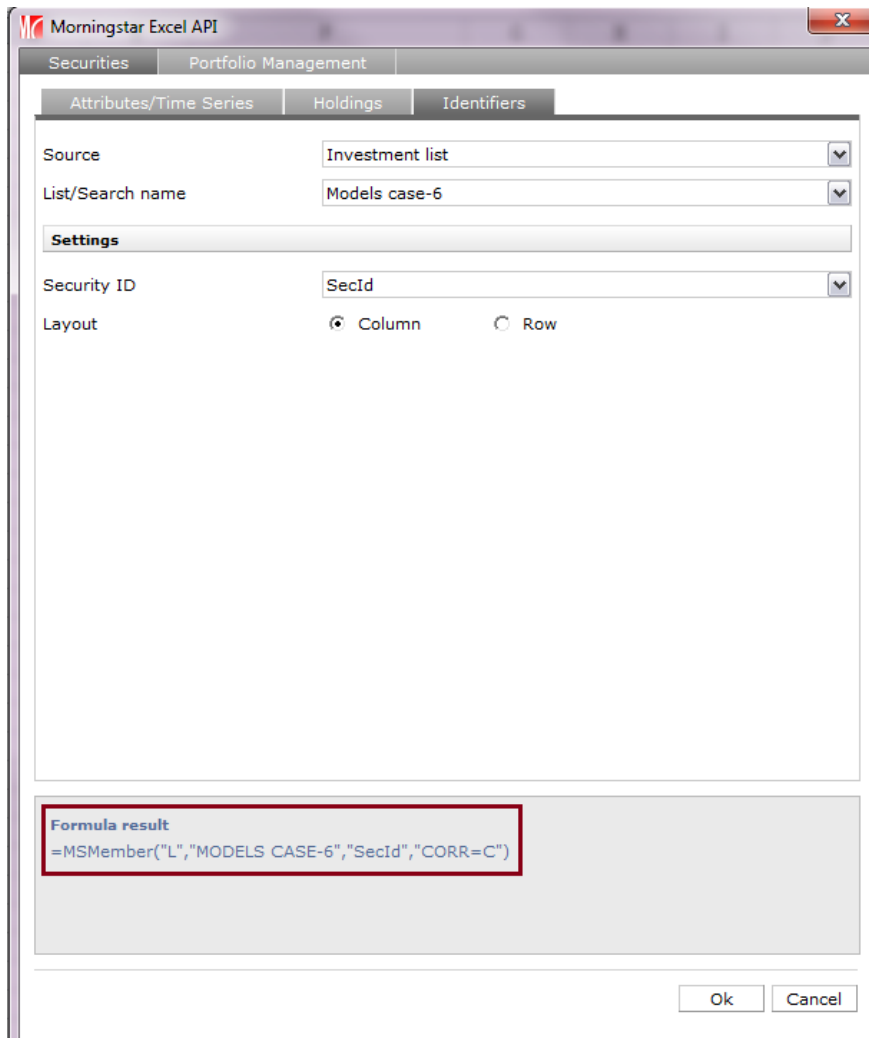 Morningstar Excel API
Securities Portfolio Management
Attributes/Time Series Holdings Identifiers
Source Investment list
List/Search name Models case-6
Settings
Security ID SecId
Layout Column Row
Formula result
=MSMember("L","MODELS CASE-6","SecId","CORR=C")
Ok Cancel